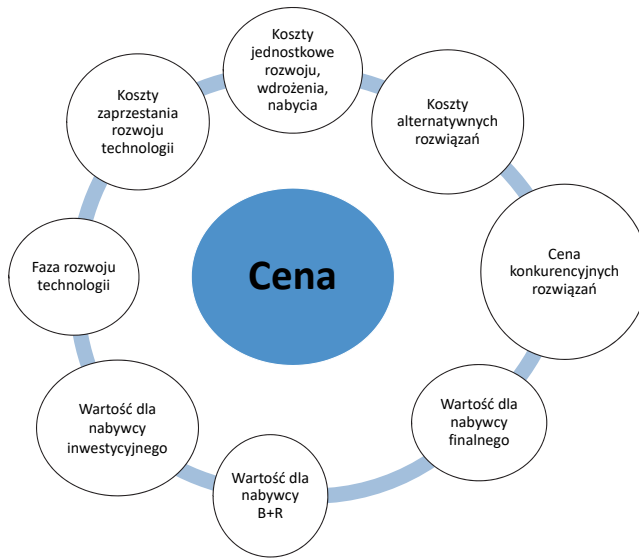 Koszty
jednostkowe
rozwoju,
wdrożenia,
nabycia
Koszty
alternatywnych
rozwiązań
Cena
konkurencyjnych
rozwiązań
Wartość dla
nabywcy
finalnego
Wartość dla
nabywcy
B+R
Wartość dla
nabywcy
inwestycyjnego
Faza rozwoju
technologii
Koszty
zaprzestania
rozwoju
technologii
Cena